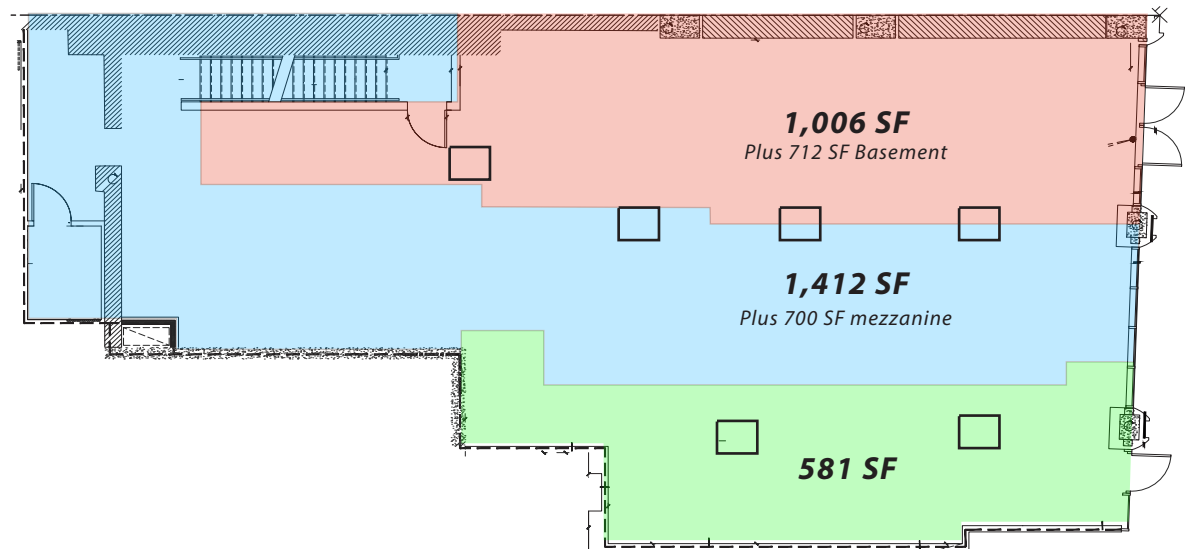 1,006 SF
Plus 712 SF Basement
1,412 SF
Plus 700 SF mezzanine
581 SF